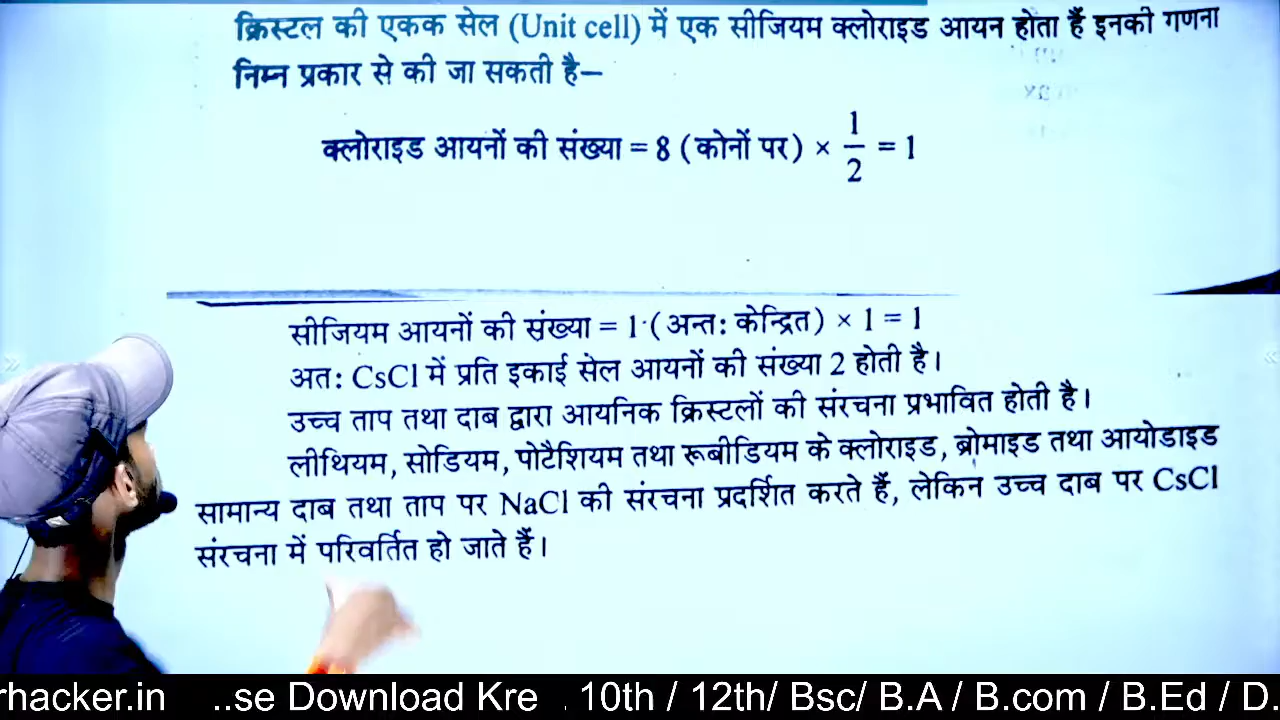 क्रिस्टल की एकक सेल (Unit cell) में एक सीजियम क्लोराइड आयन होता हैं इनकी गणना
निम्न प्रकार से की जा सकती है–
क्लोराइड आयनों की संख्या = 8 (कोनों पर) × 1/2 = 1
सीजियम आयनों की संख्या = 1 (अन्त: केन्द्रित) × 1 = 1
अत: CsCl में प्रति इकाई सेल आयनों की संख्या 2 होती है।
उच्च ताप तथा दाब द्वारा आयनिक क्रिस्टलों की संरचना प्रभावित होती है।
लीथियम, सोडियम, पोटैशियम तथा रूबीडियम के क्लोराइड, ब्रोमाइड तथा आयोडाइड
सामान्य दाब तथा ताप पर NaCl की संरचना प्रदर्शित करते हैं, लेकिन उच्च दाब पर CsCl
संरचना में परिवर्तित हो जाते हैं।
rhacker.in ..se Download Kre . 10th / 12th/ Bsc/ B.A / B.com / B.Ed / D.